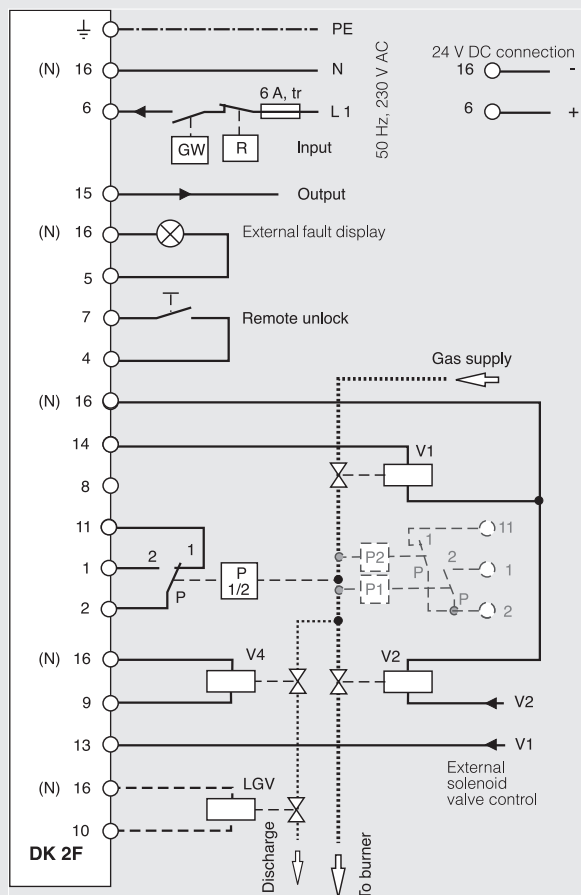 PE
(N) 16 N
24 V DC connection
16 -
6 A, tr
6 L 1
6 +
50 Hz, 230 V AC
GW R Input
15 Output
(N) 16 External fault display
5
7 Remote unlock
4
Gas supply
(N) 16
14 V1
8
11 1 11
1 2 1 P 1/2 P2 P 2 1
2 P P1 P 2
(N) 16 V4 V2
9 V2
13 V1
External
solenoid
valve control
(N) 16 LGV
10
DK 2F
Discharge
To burner